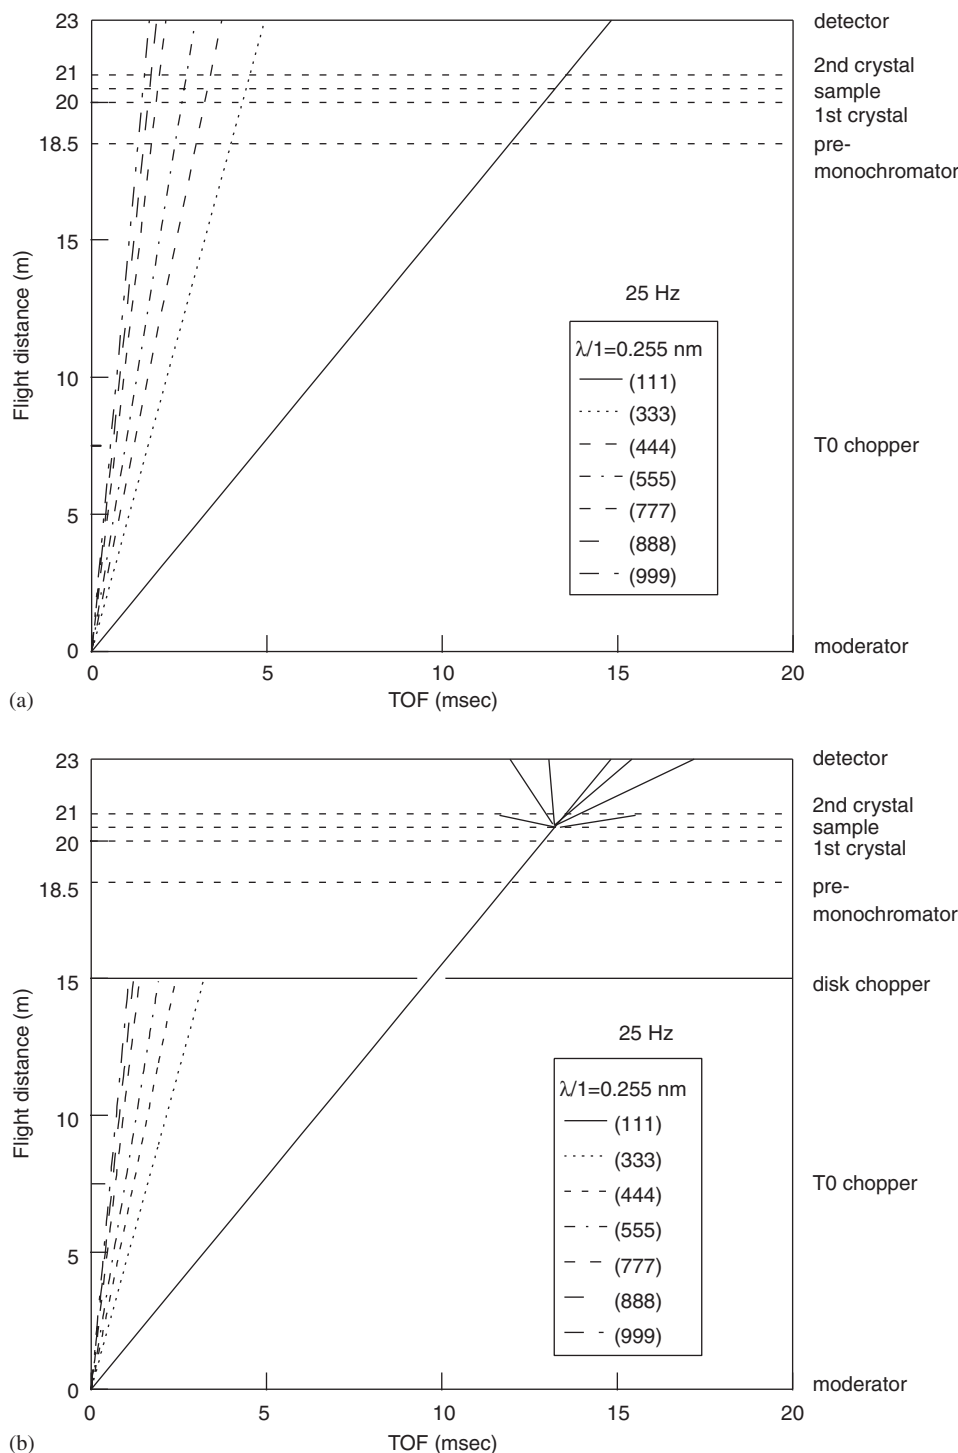 23
21
20
18.5
15
10
5
0
Flight distance (m)
0 5 10 15 20
TOF (msec)
(a)
detector
2nd crystal
sample
1st crystal
pre-
monochromator
T0 chopper
moderator
25 Hz
λ/1=0.255 nm
(111)
(333)
(444)
(555)
(777)
(888)
(999)
23
21
20
18.5
15
10
5
0
Flight distance (m)
0 5 10 15 20
TOF (msec)
(b)
detector
2nd crystal
sample
1st crystal
pre-
monochromator
disk chopper
T0 chopper
moderator
25 Hz
λ/1=0.255 nm
(111)
(333)
(444)
(555)
(777)
(888)
(999)